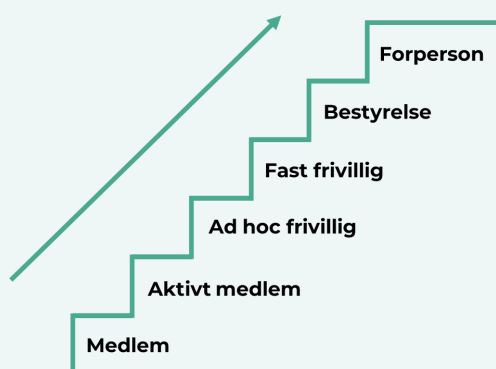 Forperson
Bestyrelse
Fast frivillig
Ad hoc frivillig
Aktivt medlem
Medlem